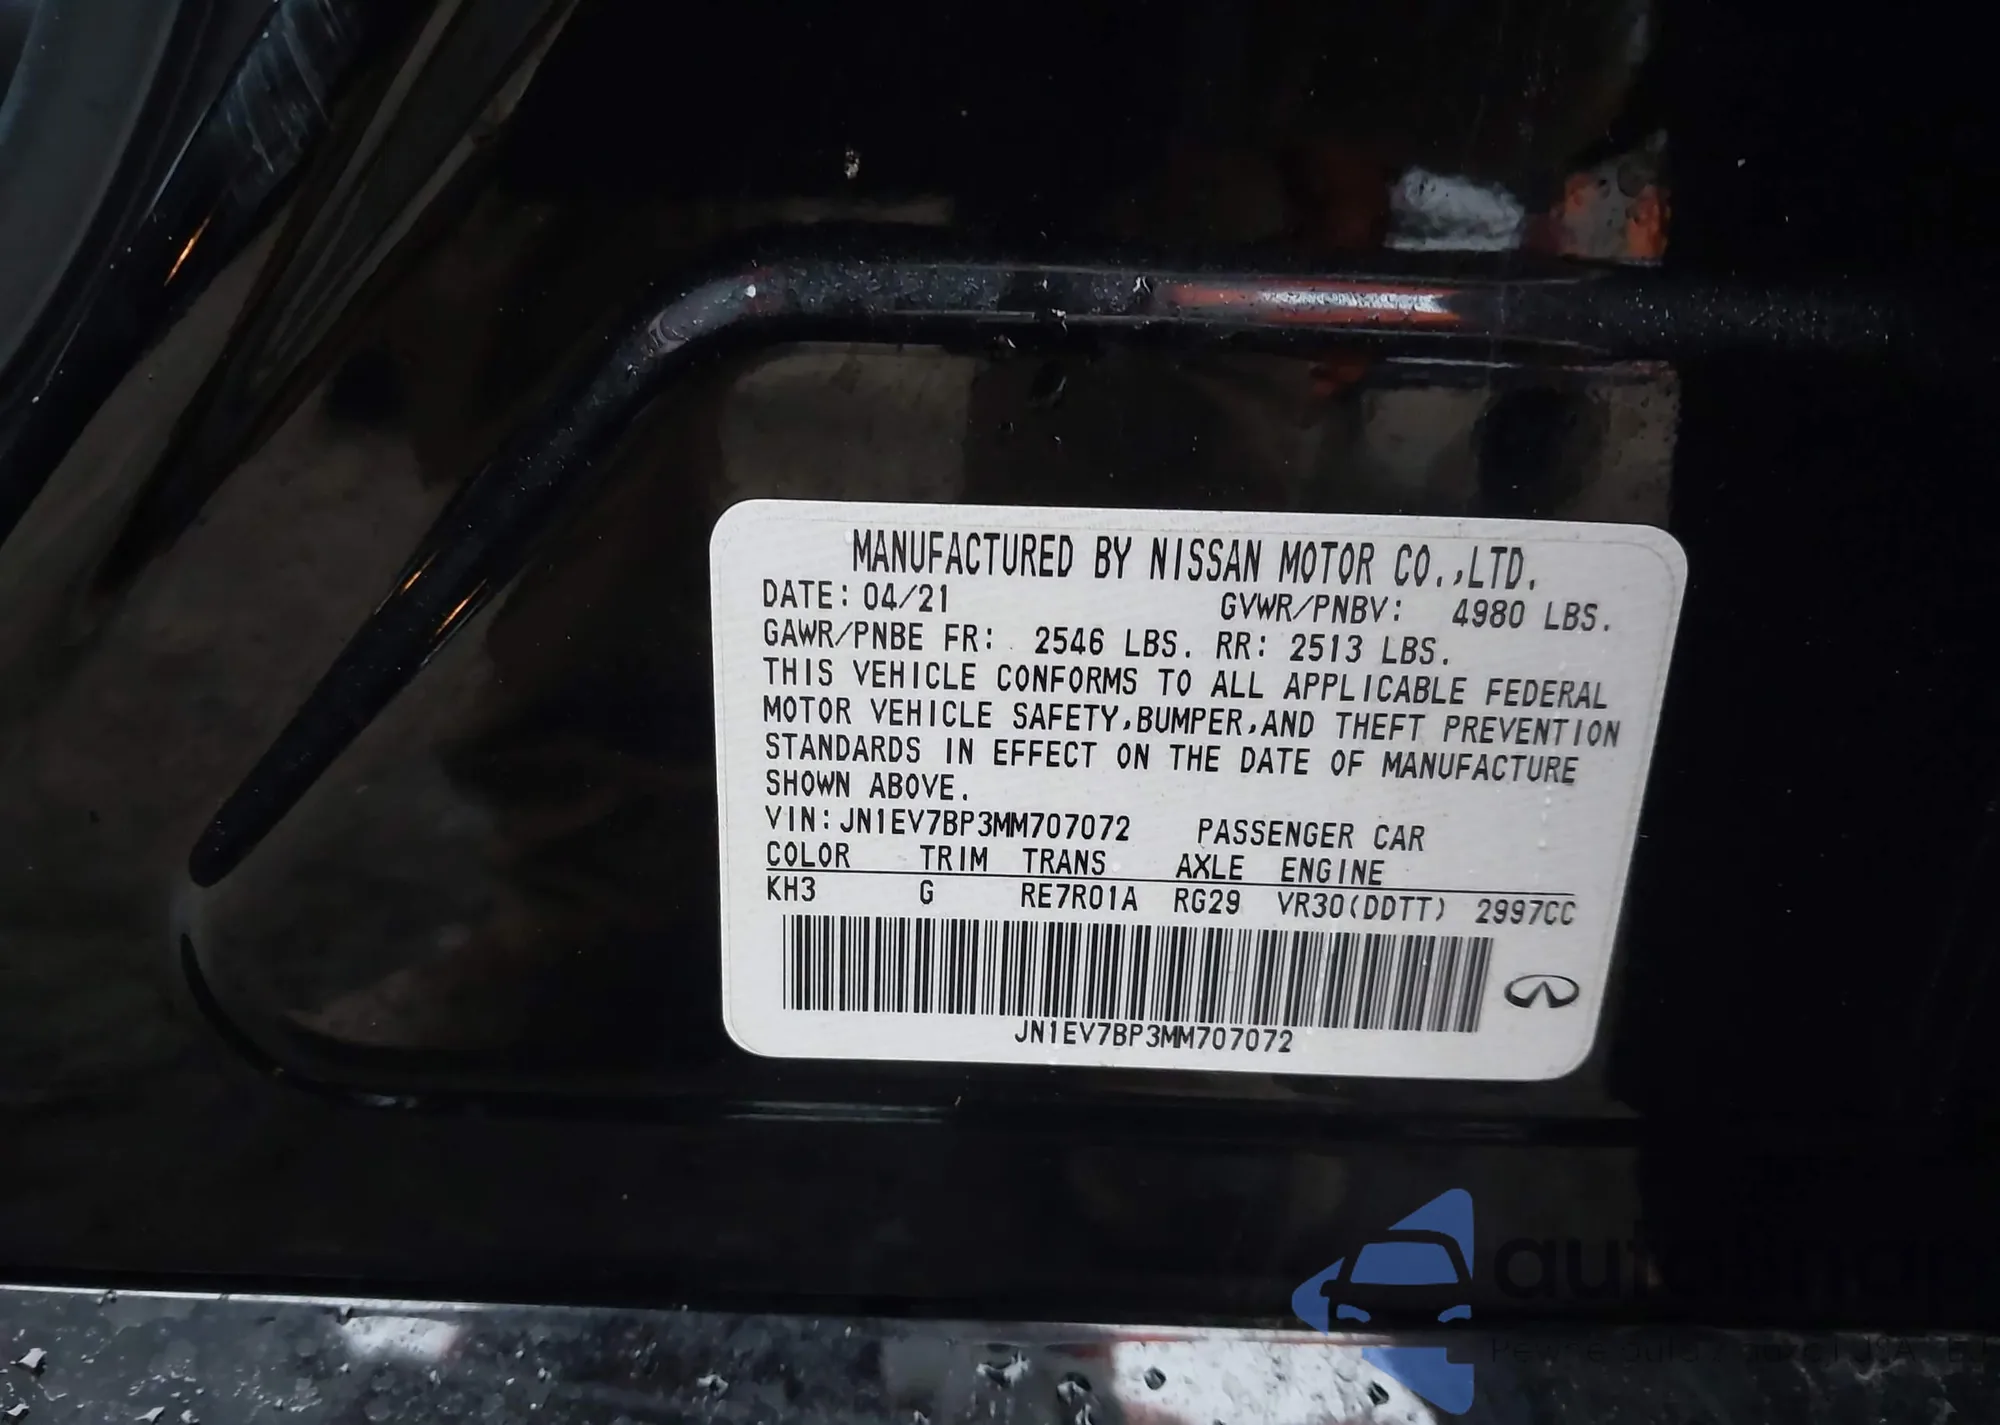 MANUFACTURED BY NISSAN MOTOR CO.,LTD.
DATE: 04/21 GVWR/PNBV: 4980 LBS.
GAWR/PNBE FR: 2546 LBS. RR: 2513 LBS.
THIS VEHICLE CONFORMS TO ALL APPLICABLE FEDERAL
MOTOR VEHICLE SAFETY,BUMPER,AND THEFT PREVENTION
STANDARDS IN EFFECT ON THE DATE OF MANUFACTURE
SHOWN ABOVE.
VIN:JN1EV7BP3MM707072 PASSENGER CAR
COLOR TRIM TRANS AXLE ENGINE
KH3 G RE7R01A RG29 VR30(DDTT) 2997CC
JN1EV7BP3MM707072